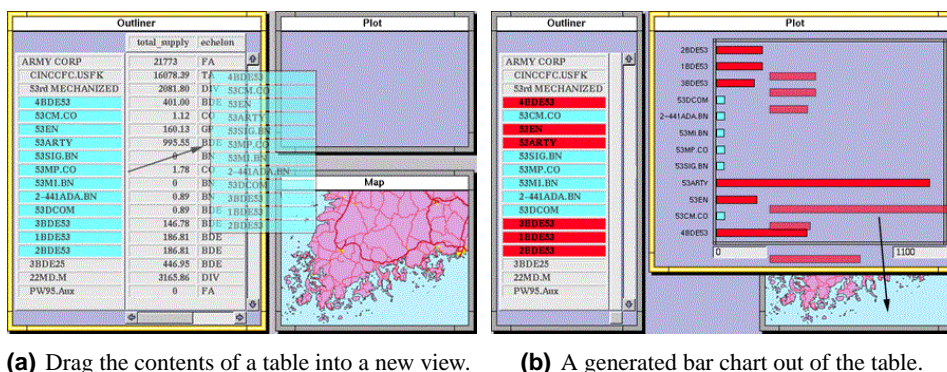 Outliner
total_supply echelon
ARMY CORP 21773 FA
CINCCFC.USFK 16078.39 TA
53rd MECHANIZED 2081.80 DIV
4BDE53 401.00 BDE
53CM.CO 1.12 CO
53EN 160.13 GP
53ARTY 995.55 BDE
53SIG.BN 0 BN
53MP.CO 1.78 CO
53MI.BN 0 BN
2-441ADA.BN 0.89 BN
53DCOM 0.89 BDE
3BDE53 146.78 BDE
1BDE53 186.81 BDE
2BDE53 186.81 BDE
3BDE25 446.95 BDE
22MD.M 3165.86 DIV
PW95.Aux 0 FA
4BDE53
53CM.CO
53EN
53ARTY
53SIG.BN
53MP.CO
53MI.BN
2-441ADA.BN
53DCOM
3BDE53
1BDE53
2BDE53
Plot
Map
(a) Drag the contents of a table into a new view.
Outliner
ARMY CORP
CINCCFC.USFK
53rd MECHANIZED
4BDE53
53CM.CO
53EN
53ARTY
53SIG.BN
53MP.CO
53MI.BN
2-441ADA.BN
53DCOM
3BDE53
1BDE53
2BDE53
3BDE25
22MD.M
PW95.Aux
Plot
2BDE53
1BDE53
3BDE53
53DCOM
2-441ADA.BN
53MI.BN
53MP.CO
53SIG.BN
53ARTY
53EN
53CM.CO
4BDE53
0 1100
(b) A generated bar chart out of the table.